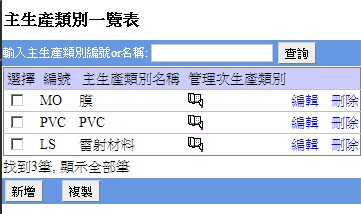 主生產類別一覽表
輸入主生產類別編號or名稱: 查詢
選擇 編號 主生產類別名稱 管理次生產類別
MO 膜 編輯 刪除
PVC PVC 編輯 刪除
LS 雷射材料 編輯 刪除
找到3筆, 顯示全部筆
新增 複製